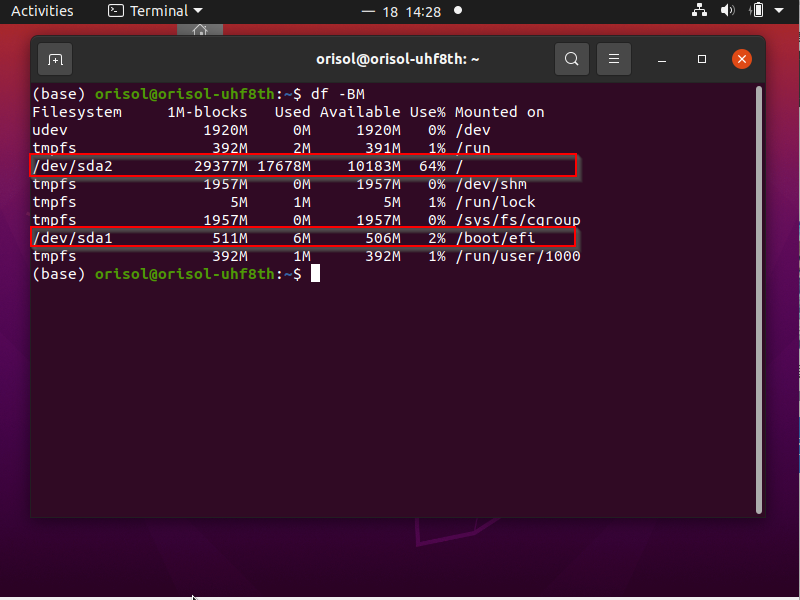 Activities Terminal — 18 14:28
orisol@orisol-uhf8th: ~
(base) orisol@orisol-uhf8th:~$ df -BM
Filesystem 1M-blocks Used Available Use% Mounted on
udev 1920M 0M 1920M 0% /dev
tmpfs 392M 2M 391M 1% /run
/dev/sda2 29377M 17678M 10183M 64% /
tmpfs 1957M 0M 1957M 0% /dev/shm
tmpfs 5M 1M 5M 1% /run/lock
tmpfs 1957M 0M 1957M 0% /sys/fs/cgroup
/dev/sda1 511M 6M 506M 2% /boot/efi
tmpfs 392M 1M 392M 1% /run/user/1000
(base) orisol@orisol-uhf8th:~$